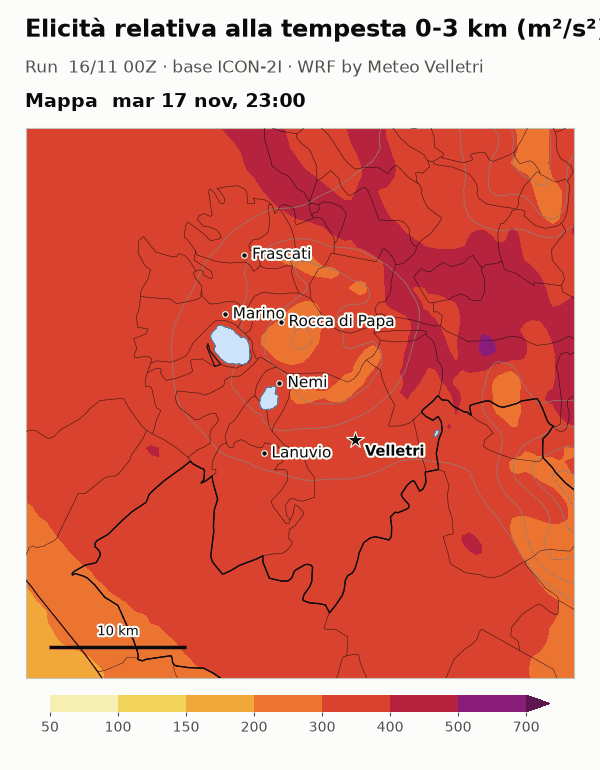 Elicità relativa alla tempesta 0-3 km (m²/s²)
Run 16/11 00Z · base ICON-2I · WRF by Meteo Velletri
Mappa mar 17 nov, 23:00
Frascati
Marino
Rocca di Papa
Nemi
Lanuvio
Velletri
10 km
50 100 150 200 300 400 500 700